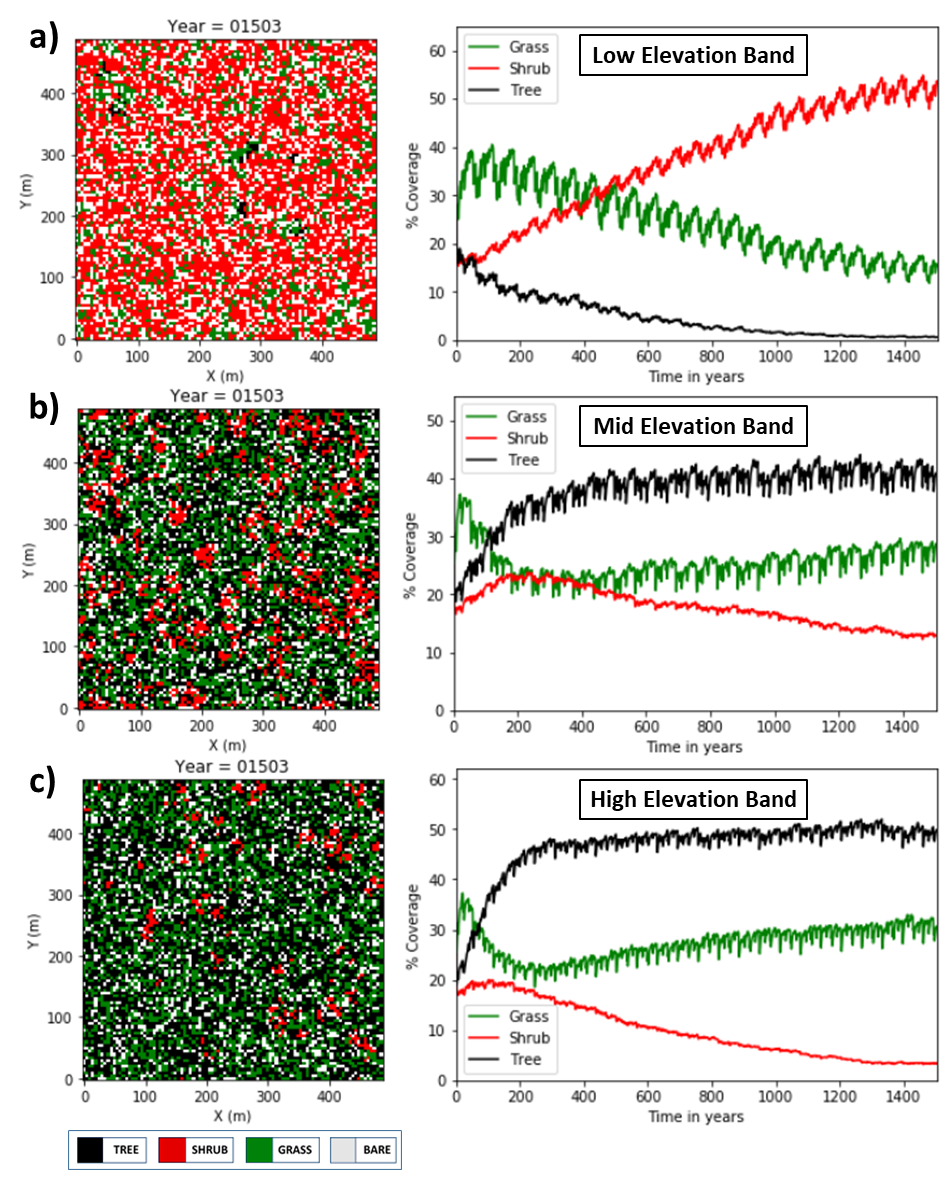 a)
Year = 01503
Y (m)
400
300
200
100
0
0 100 200 300 400
X (m)
Low Elevation Band
Grass
Shrub
Tree
% Coverage
60
50
40
30
20
10
0
0 200 400 600 800 1000 1200 1400
Time in years
b)
Year = 01503
Y (m)
400
300
200
100
0
0 100 200 300 400
X (m)
Mid Elevation Band
Grass
Shrub
Tree
% Coverage
50
40
30
20
10
0
0 200 400 600 800 1000 1200 1400
Time in years
c)
Year = 01503
Y (m)
400
300
200
100
0
0 100 200 300 400
X (m)
High Elevation Band
% Coverage
60
50
40
30
20
10
0
Grass
Shrub
Tree
0 200 400 600 800 1000 1200 1400
Time in years
TREE SHRUB GRASS BARE